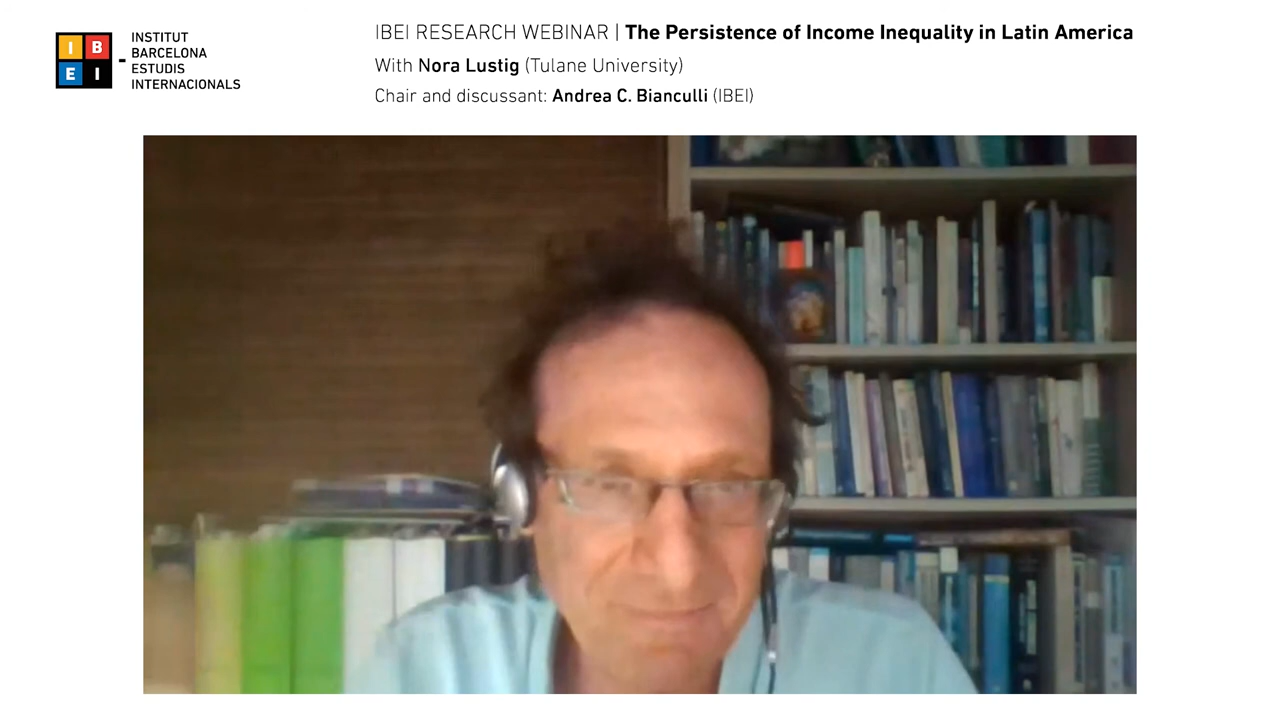 I B
E I
INSTITUT
BARCELONA
ESTUDIS
INTERNACIONALS
IBEI RESEARCH WEBINAR | The Persistence of Income Inequality in Latin America
With Nora Lustig (Tulane University)
Chair and discussant: Andrea C. Bianculli (IBEI)